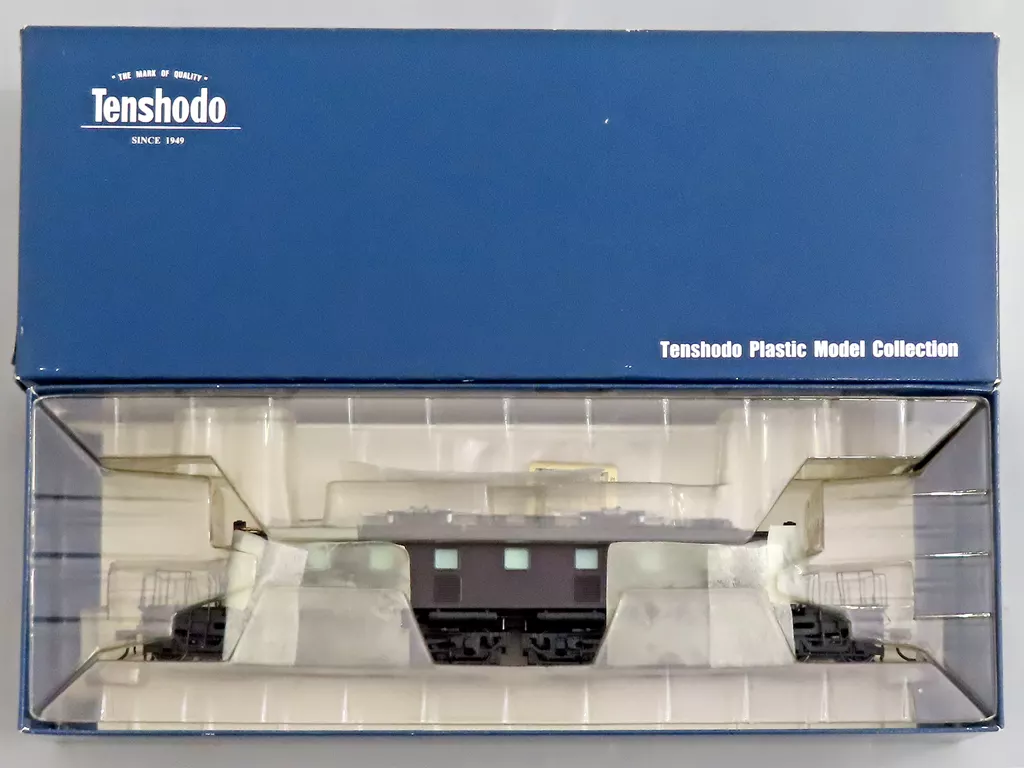 "THE MARK OF QUALITY"
Tenshodo
SINCE 1949
Tenshodo Plastic Model Collection